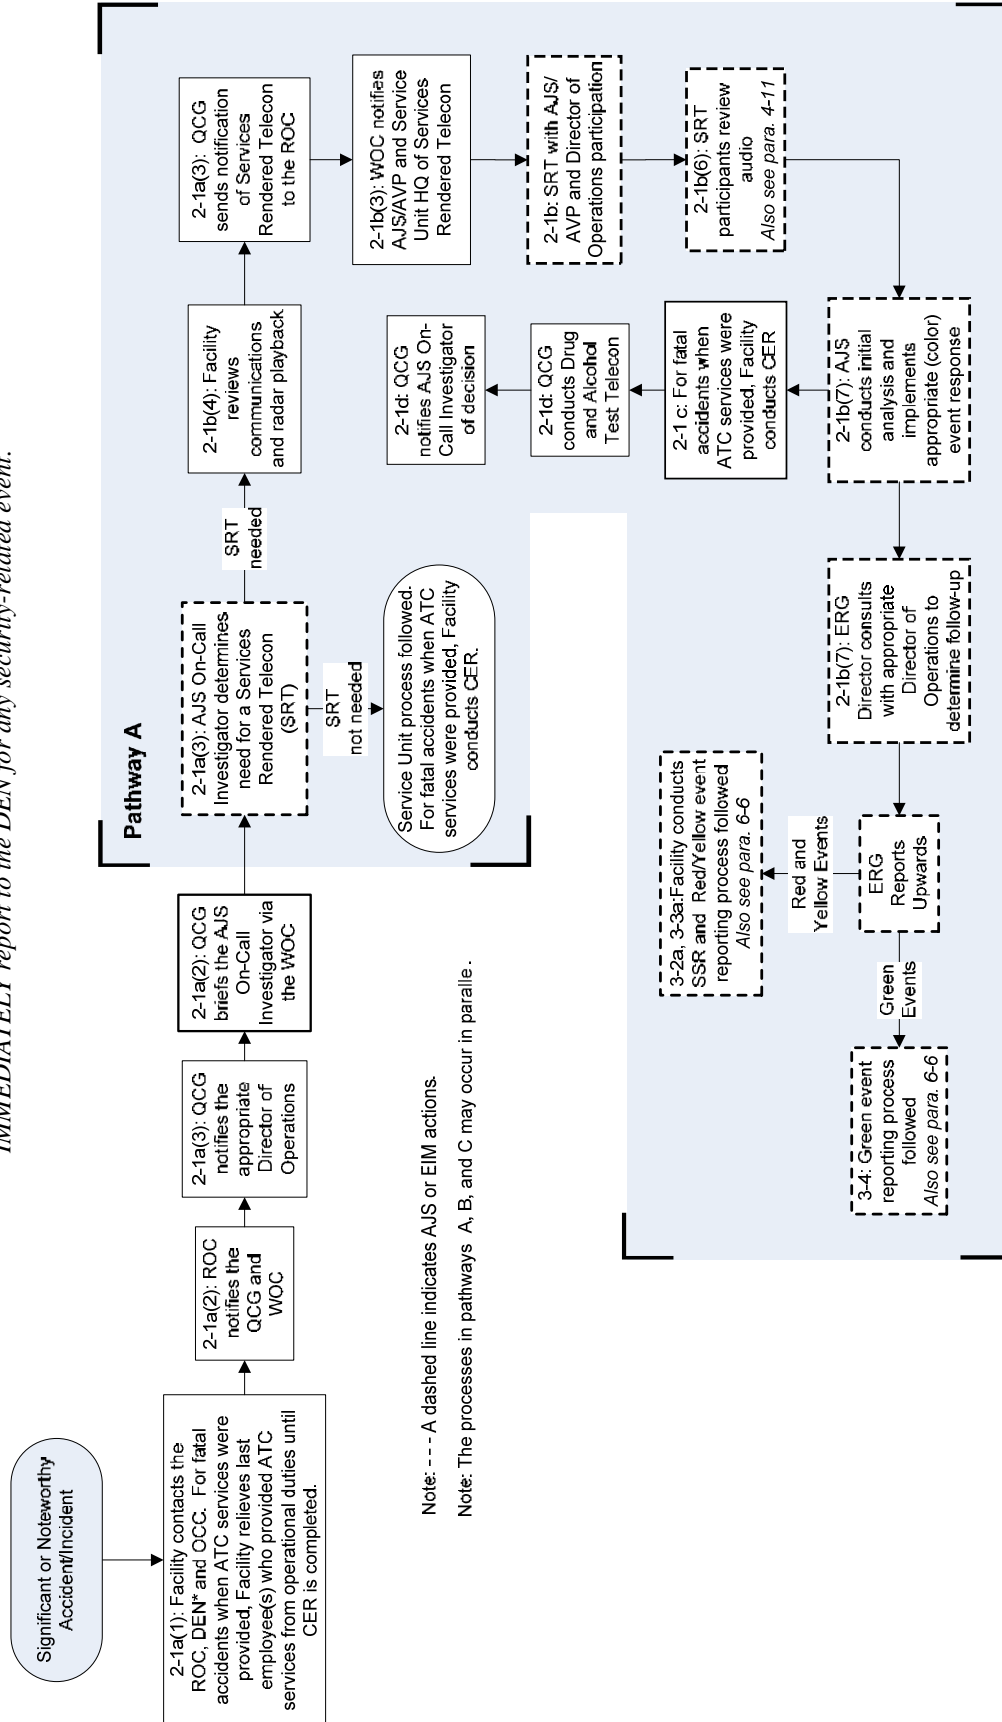 IMMEDIATELY report to the DEN for any security-related event.
Significant or Noteworthy
Accident/Incident
2-1a(1): Facility contacts the
ROC, DEN* and OCC. For fatal
accidents when ATC services were
provided, Facility relieves last
employee(s) who provided ATC
services from operational duties until
CER is completed.
2-1a(2): ROC
notifies the
QCG and
WOC
2-1a(3): QCG
notifies the
appropriate
Director of
Operations
2-1a(2): QCG
briefs the AJS
On-Call
Investigator via
the WOC
Pathway A
2-1a(3): AJS On-Call
Investigator determines
need for a Services
Rendered Telecon
(SRT)
SRT
not needed
Service Unit process followed.
For fatal accidents when ATC
services were provided, Facility
conducts CER.
SRT
needed
2-1b(4): Facility
reviews
communications
and radar playback
2-1a(3): QCG
sends notification
of Services
Rendered Telecon
to the ROC
2-1b(3): WOC notifies
AJS/AVP and Service
Unit HQ of Services
Rendered Telecon
2-1b: SRT with AJS/
AVP and Director of
Operations participation
2-1b(6): SRT
participants review
audio
Also see para. 4-11
2-1b(7): AJS
conducts initial
analysis and
implements
appropriate (color)
event response
2-1 c: For fatal
accidents when
ATC services were
provided, Facility
conducts CER
2-1d: QCG
conducts Drug
and Alcohol
Test Telecon
2-1d: QCG
notifies AJS On-
Call Investigator
of decision
2-1b(7): ERG
Director consults
with appropriate
Director of
Operations to
determine follow-up
ERG
Reports
Upwards
Red and
Yellow Events
3-2a, 3-3a:Facility conducts
SSR and Red/Yellow event
reporting process followed
Also see para. 6-6
Green
Events
3-4: Green event
reporting process
followed
Also see para. 6-6
Note: - - - A dashed line indicates AJS or EIM actions.
Note: The processes in pathways A, B, and C may occur in paralle .